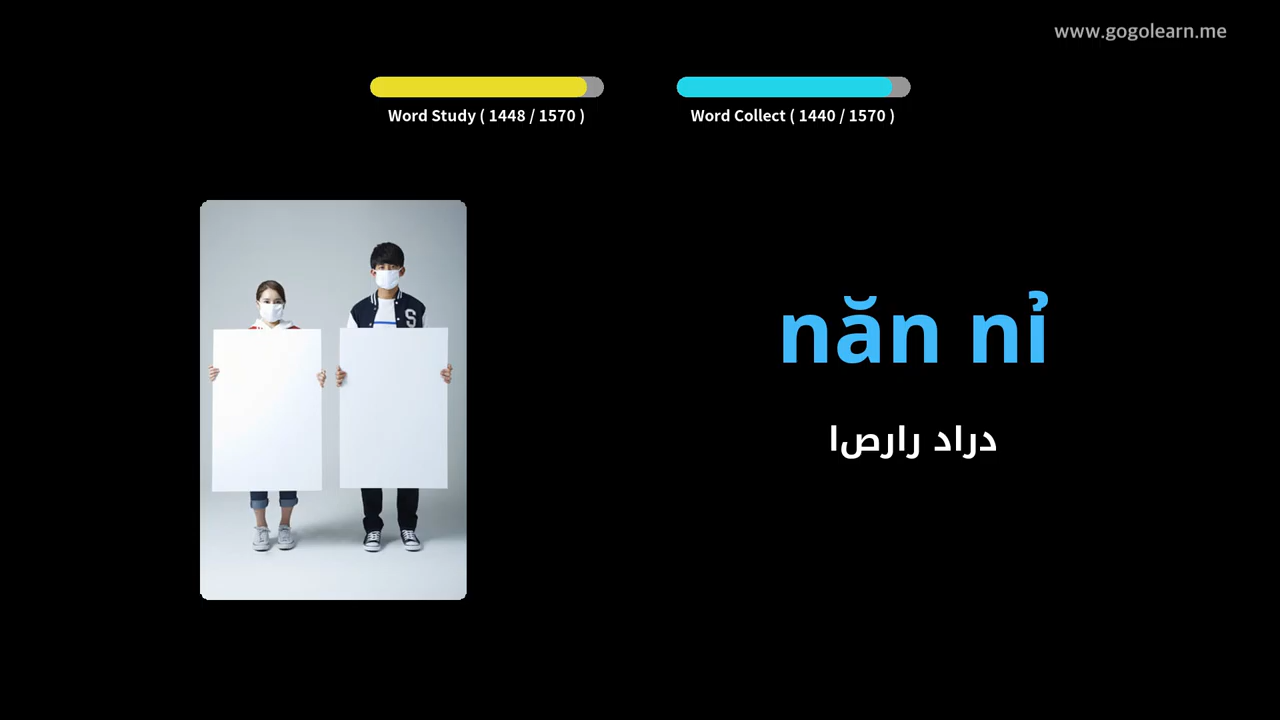 www.gogolearn.me
Word Study ( 1448 / 1570 )
Word Collect ( 1440 / 1570 )
năn nỉ
دراد رارصا